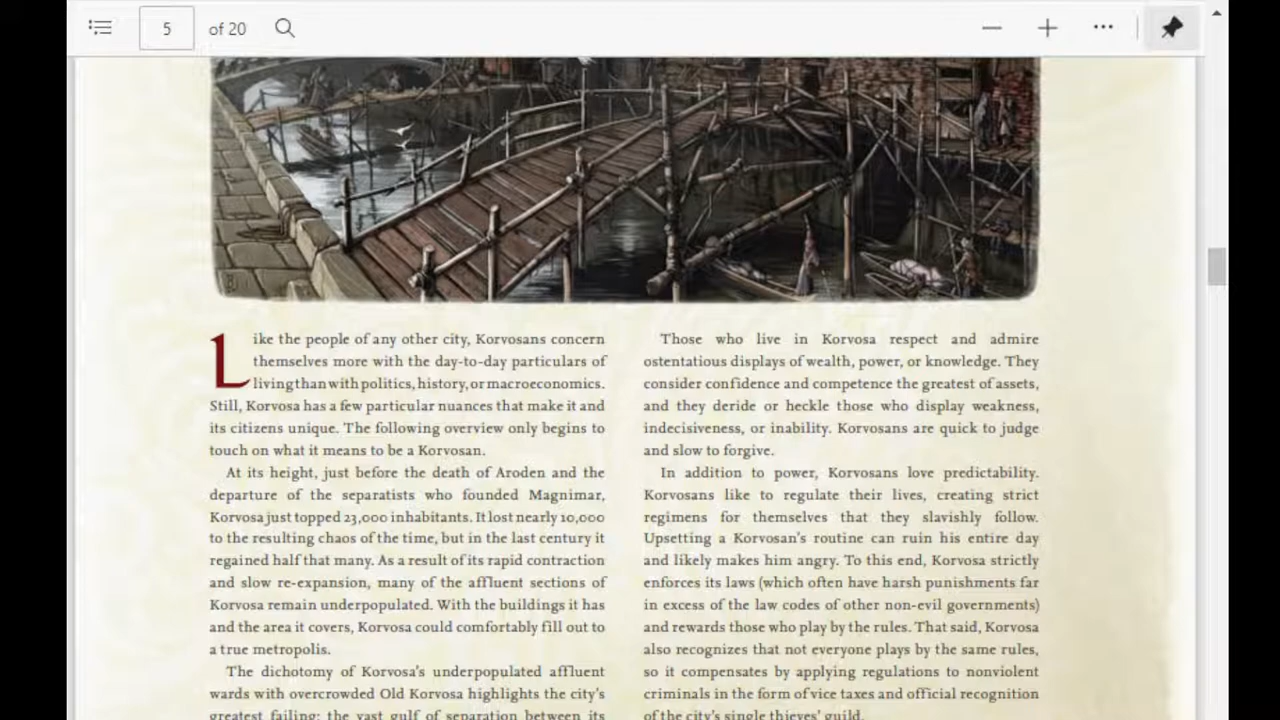 5 of 20
Like the people of any other city, Korvosans concern
themselves more with the day-to-day particulars of
living than with politics, history, or macroeconomics.
Still, Korvosa has a few particular nuances that make it and
its citizens unique. The following overview only begins to
touch on what it means to be a Korvosan.
At its height, just before the death of Aroden and the
departure of the separatists who founded Magnimar,
Korvosa just topped 23,000 inhabitants. It lost nearly 10,000
to the resulting chaos of the time, but in the last century it
regained half that many. As a result of its rapid contraction
and slow re-expansion, many of the affluent sections of
Korvosa remain underpopulated. With the buildings it has
and the area it covers, Korvosa could comfortably fill out to
a true metropolis.
The dichotomy of Korvosa's underpopulated affluent
wards with overcrowded Old Korvosa highlights the city's
greatest failing: the vast gulf of separation between its
Those who live in Korvosa respect and admire
ostentatious displays of wealth, power, or knowledge. They
consider confidence and competence the greatest of assets,
and they deride or heckle those who display weakness,
indecisiveness, or inability. Korvosans are quick to judge
and slow to forgive.
In addition to power, Korvosans love predictability.
Korvosans like to regulate their lives, creating strict
regimens for themselves that they slavishly follow.
Upsetting a Korvosan's routine can ruin his entire day
and likely makes him angry. To this end, Korvosa strictly
enforces its laws (which often have harsh punishments far
in excess of the law codes of other non-evil governments)
and rewards those who play by the rules. That said, Korvosa
also recognizes that not everyone plays by the same rules,
so it compensates by applying regulations to nonviolent
criminals in the form of vice taxes and official recognition
of the city's single thieves' guild.